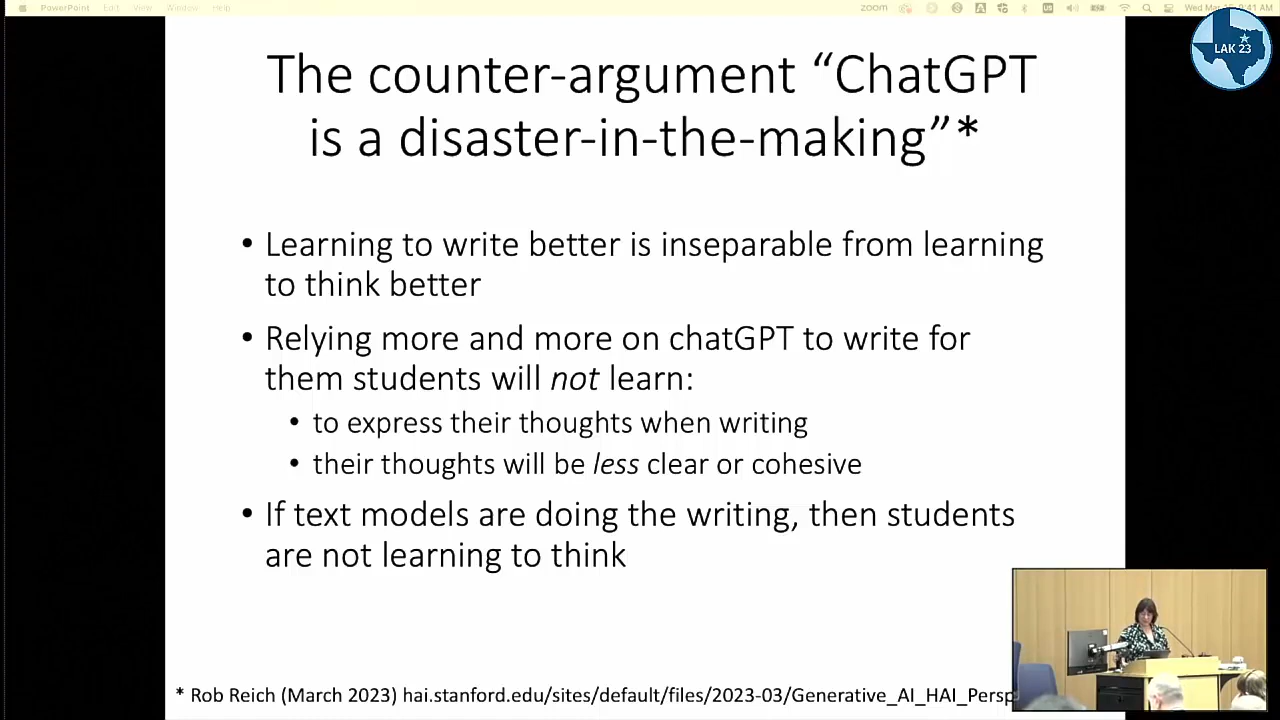 PowerPoint Edit View Window Help
zoom
Wed Mar
9:41 AM
LAK 23
The counter-argument “ChatGPT
is a disaster-in-the-making”*
• Learning to write better is inseparable from learning
to think better
• Relying more and more on chatGPT to write for
them students will not learn:
• to express their thoughts when writing
• their thoughts will be less clear or cohesive
• If text models are doing the writing, then students
are not learning to think
* Rob Reich (March 2023) hai.stanford.edu/sites/default/files/2023-03/Generative_AI_HAI_Persp